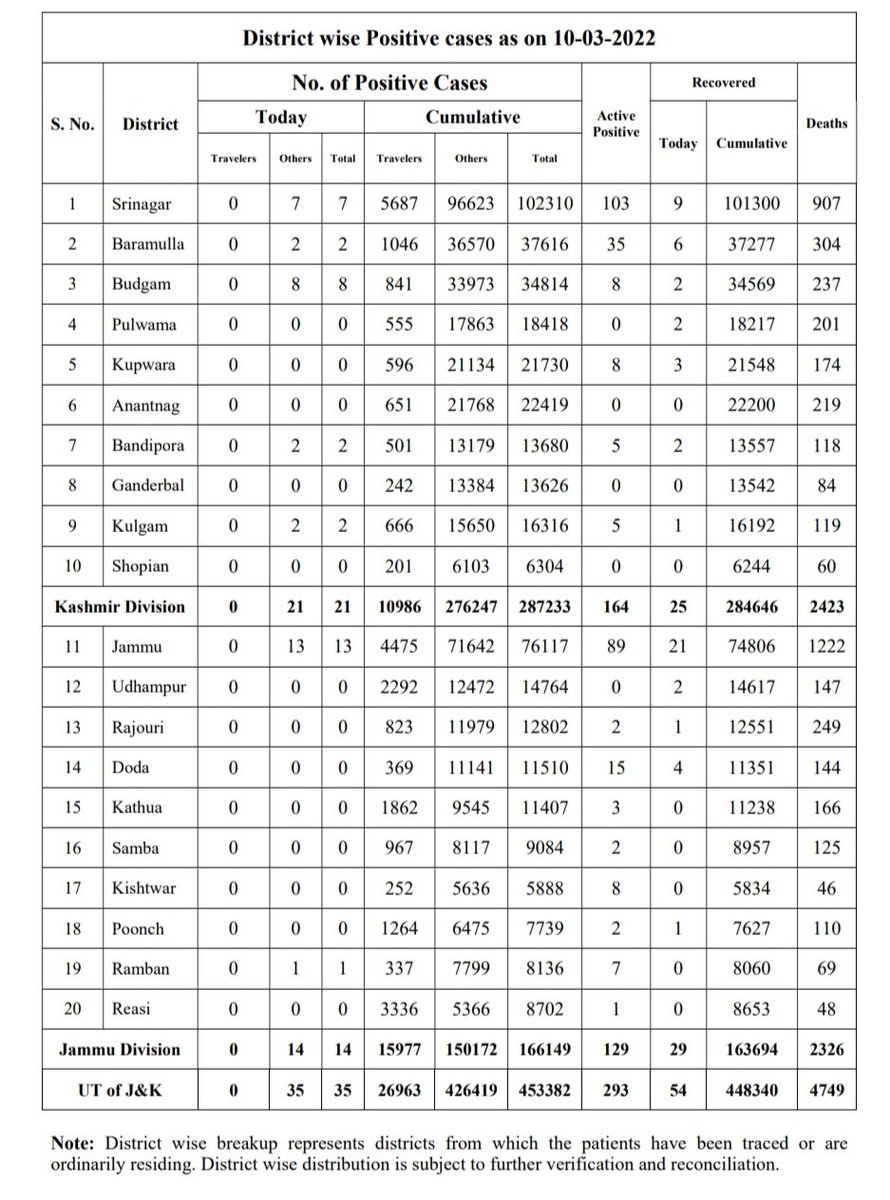 District wise Positive cases as on 10-03-2022
S. No. District No. of Positive Cases Active Positive Recovered Deaths
Today Cumulative Today Cumulative
Travelers Others Total Travelers Others Total
1 Srinagar 0 7 7 5687 96623 102310 103 9 101300 907
2 Baramulla 0 2 2 1046 36570 37616 35 6 37277 304
3 Budgam 0 8 8 841 33973 34814 8 2 34569 237
4 Pulwama 0 0 0 555 17863 18418 0 2 18217 201
5 Kupwara 0 0 0 596 21134 21730 8 3 21548 174
6 Anantnag 0 0 0 651 21768 22419 0 0 22200 219
7 Bandipora 0 2 2 501 13179 13680 5 2 13557 118
8 Ganderbal 0 0 0 242 13384 13626 0 0 13542 84
9 Kulgam 0 2 2 666 15650 16316 5 1 16192 119
10 Shopian 0 0 0 201 6103 6304 0 0 6244 60
Kashmir Division 0 21 21 10986 276247 287233 164 25 284646 2423
11 Jammu 0 13 13 4475 71642 76117 89 21 74806 1222
12 Udhampur 0 0 0 2292 12472 14764 0 2 14617 147
13 Rajouri 0 0 0 823 11979 12802 2 1 12551 249
14 Doda 0 0 0 369 11141 11510 15 4 11351 144
15 Kathua 0 0 0 1862 9545 11407 3 0 11238 166
16 Samba 0 0 0 967 8117 9084 2 0 8957 125
17 Kishtwar 0 0 0 252 5636 5888 8 0 5834 46
18 Poonch 0 0 0 1264 6475 7739 2 1 7627 110
19 Ramban 0 1 1 337 7799 8136 7 0 8060 69
20 Reasi 0 0 0 3336 5366 8702 1 0 8653 48
Jammu Division 0 14 14 15977 150172 166149 129 29 163694 2326
UT of J&K 0 35 35 26963 426419 453382 293 54 448340 4749
Note: District wise breakup represents districts from which the patients have been traced or are
ordinarily residing. District wise distribution is subject to further verification and reconciliation.